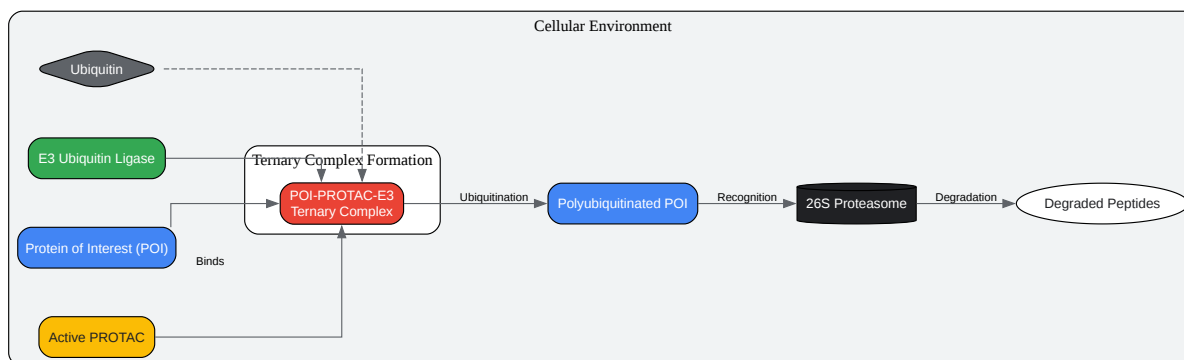 Cellular Environment
Ubiquitin
E3 Ubiquitin Ligase
Ternary Complex Formation
POI-PROTAC-E3
Ternary Complex
Ubiquitination
Polyubiquitinated POI
Recognition
26S Proteasome
Degradation
Degraded Peptides
Protein of Interest (POI)
Binds
Active PROTAC